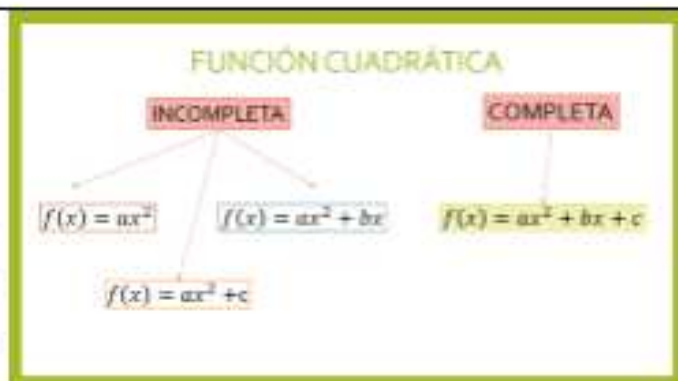 FUNCIÓN CUADRÁTICA
INCOMPLETA
COMPLETA
f(x) = ax²
f(x) = ax² + bx
f(x) = ax² + bx + c
f(x) = ax² +c